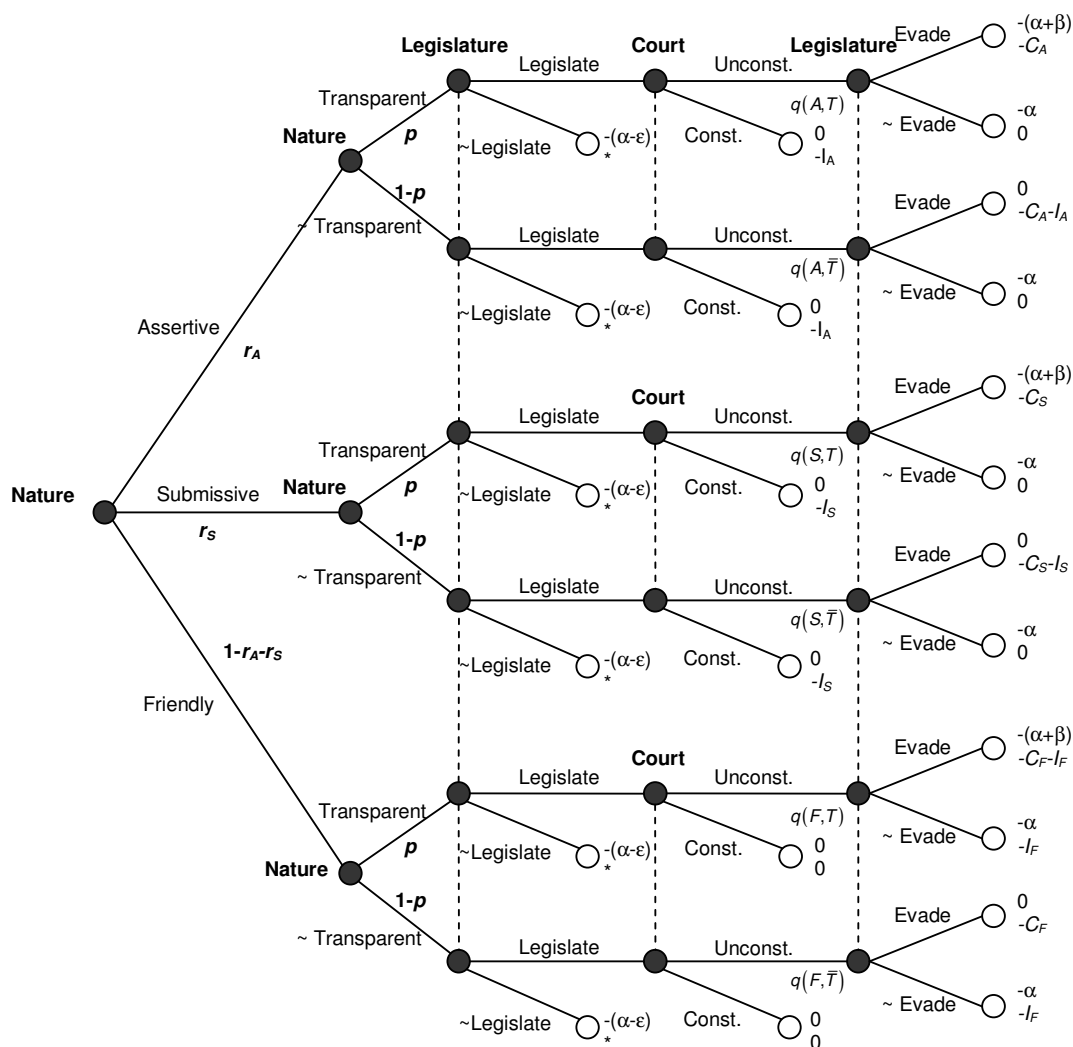 Legislature Court Legislature
Evade -(α+β)
-C_A
Legislate Unconst.
Transparent
q(A,T)
~ Evade -α
0
Nature p ~Legislate -(α-ε)
*
Const. 0
-I_A
1-p
~ Transparent
Evade 0
-C_A-I_A
Legislate Unconst.
q(A,T̅)
~ Evade -α
0
~Legislate -(α-ε)
*
Const. 0
-I_A
Assertive
r_A
Court
Evade -(α+β)
-C_S
Legislate Unconst.
Transparent
q(S,T)
~ Evade -α
0
Nature Submissive Nature p ~Legislate -(α-ε)
*
Const. 0
-I_S
r_S
1-p
~ Transparent
Evade 0
-C_S-I_S
Legislate Unconst.
q(S,T̅)
~ Evade -α
0
1-r_A-r_S
~Legislate -(α-ε)
*
Const. 0
-I_S
Friendly
Court
Evade -(α+β)
-C_F-I_F
Legislate Unconst.
Transparent
q(F,T)
~ Evade -α
-I_F
Nature p ~Legislate -(α-ε)
*
Const. 0
0
1-p
~ Transparent
Evade 0
-C_F
Legislate Unconst.
q(F,T̅)
~ Evade -α
-I_F
~Legislate -(α-ε)
*
Const. 0
0